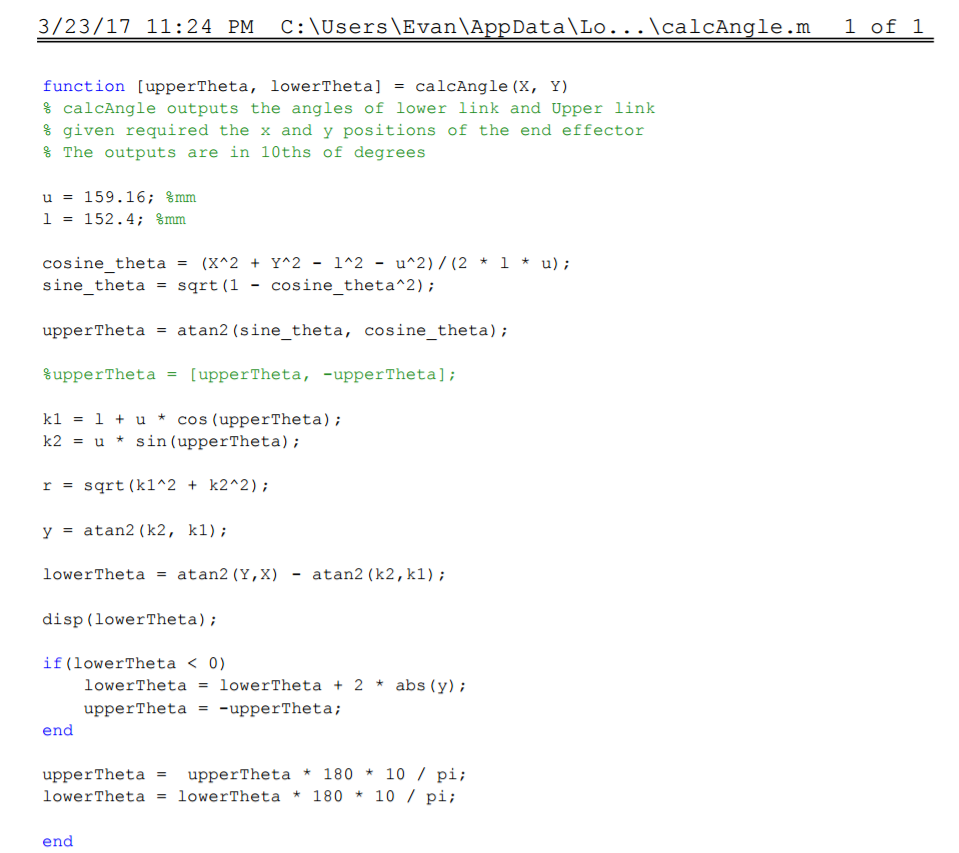 3/23/17 11:24 PM C:\Users\Evan\AppData\Lo...\calcAngle.m 1 of 1
function [upperTheta, lowerTheta] = calcAngle(X, Y)
% calcAngle outputs the angles of lower link and Upper link
% given required the x and y positions of the end effector
% The outputs are in 10ths of degrees
u = 159.16; %mm
l = 152.4; %mm
cosine_theta = (X^2 + Y^2 - l^2 - u^2)/(2 * l * u);
sine_theta = sqrt(1 - cosine_theta^2);
upperTheta = atan2(sine_theta, cosine_theta);
%upperTheta = [upperTheta, -upperTheta];
k1 = l + u * cos(upperTheta);
k2 = u * sin(upperTheta);
r = sqrt(k1^2 + k2^2);
y = atan2(k2, k1);
lowerTheta = atan2(Y,X) - atan2(k2,k1);
disp(lowerTheta);
if(lowerTheta < 0)
    lowerTheta = lowerTheta + 2 * abs(y);
    upperTheta = -upperTheta;
end
upperTheta =  upperTheta * 180 * 10 / pi;
lowerTheta = lowerTheta * 180 * 10 / pi;
end